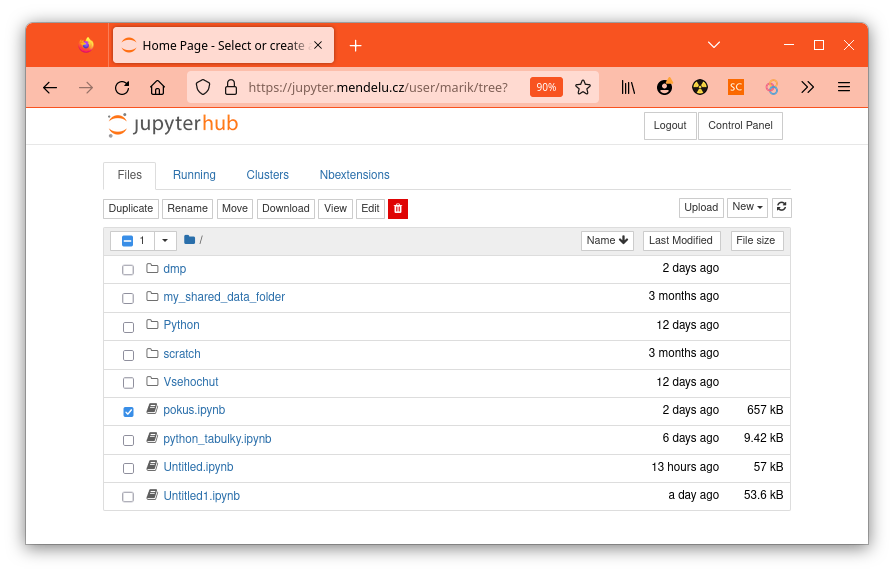 Home Page - Select or create
https://jupyter.mendelu.cz/user/marik/tree? 90% SC
jupyterhub Logout Control Panel
Files Running Clusters Nbextensions
Duplicate Rename Move Download View Edit Upload New
1 / Name Last Modified File size
dmp 2 days ago
my_shared_data_folder 3 months ago
Python 12 days ago
scratch 3 months ago
Vsehochut 12 days ago
pokus.ipynb 2 days ago 657 kB
python_tabulky.ipynb 6 days ago 9.42 kB
Untitled.ipynb 13 hours ago 57 kB
Untitled1.ipynb a day ago 53.6 kB